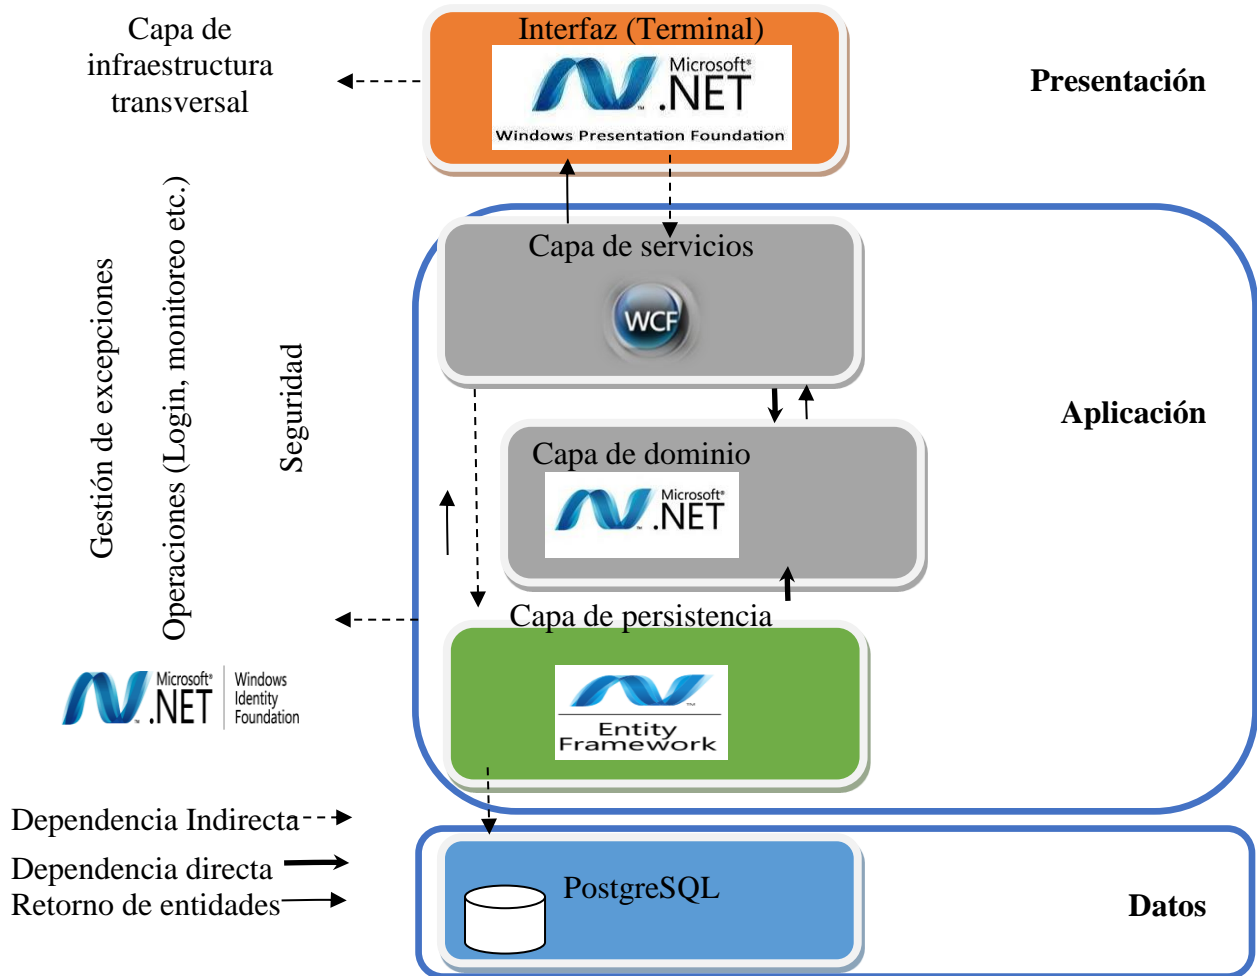 Capa de
infraestructura
transversal
Interfaz (Terminal)
Microsoft®
.NET
Windows Presentation Foundation
Presentación
Gestión de excepciones
Operaciones (Login, monitoreo etc.)
Seguridad
Capa de servicios
WCF
Aplicación
Capa de dominio
Microsoft®
.NET
Capa de persistencia
Entity
Framework
Microsoft®
.NET
Windows
Identity
Foundation
Dependencia Indirecta
Dependencia directa
Retorno de entidades
PostgreSQL
Datos